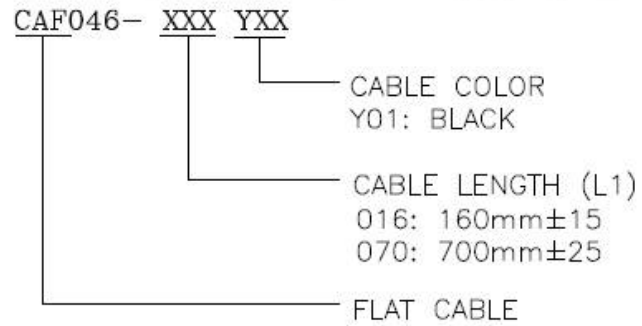 CAF046- XXX YXX
CABLE COLOR
Y01: BLACK
CABLE LENGTH (L1)
016: 160mm±15
070: 700mm±25
FLAT CABLE